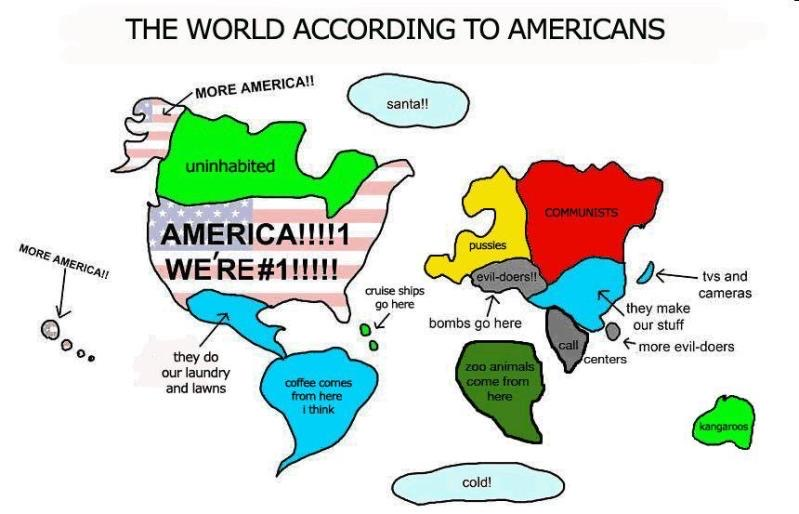 THE WORLD ACCORDING TO AMERICANS
MORE AMERICA!!
santa!!
uninhabited
COMMUNISTS
AMERICA!!!!1
WE'RE #1!!!!!
pussies
MORE AMERICA!!
evil-doers!!
tvs and
cameras
cruise ships
go here
bombs go here
they make
our stuff
call
centers
more evil-doers
they do
our laundry
and lawns
coffee comes
from here
i think
zoo animals
come from
here
kangaroos
cold!